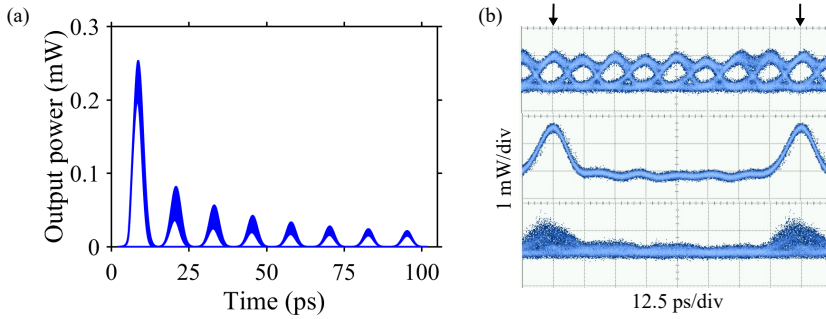 (a)
0.3
0.2
0.1
0
Output power (mW)
0 25 50 75 100
Time (ps)
(b)
1 mW/div
12.5 ps/div